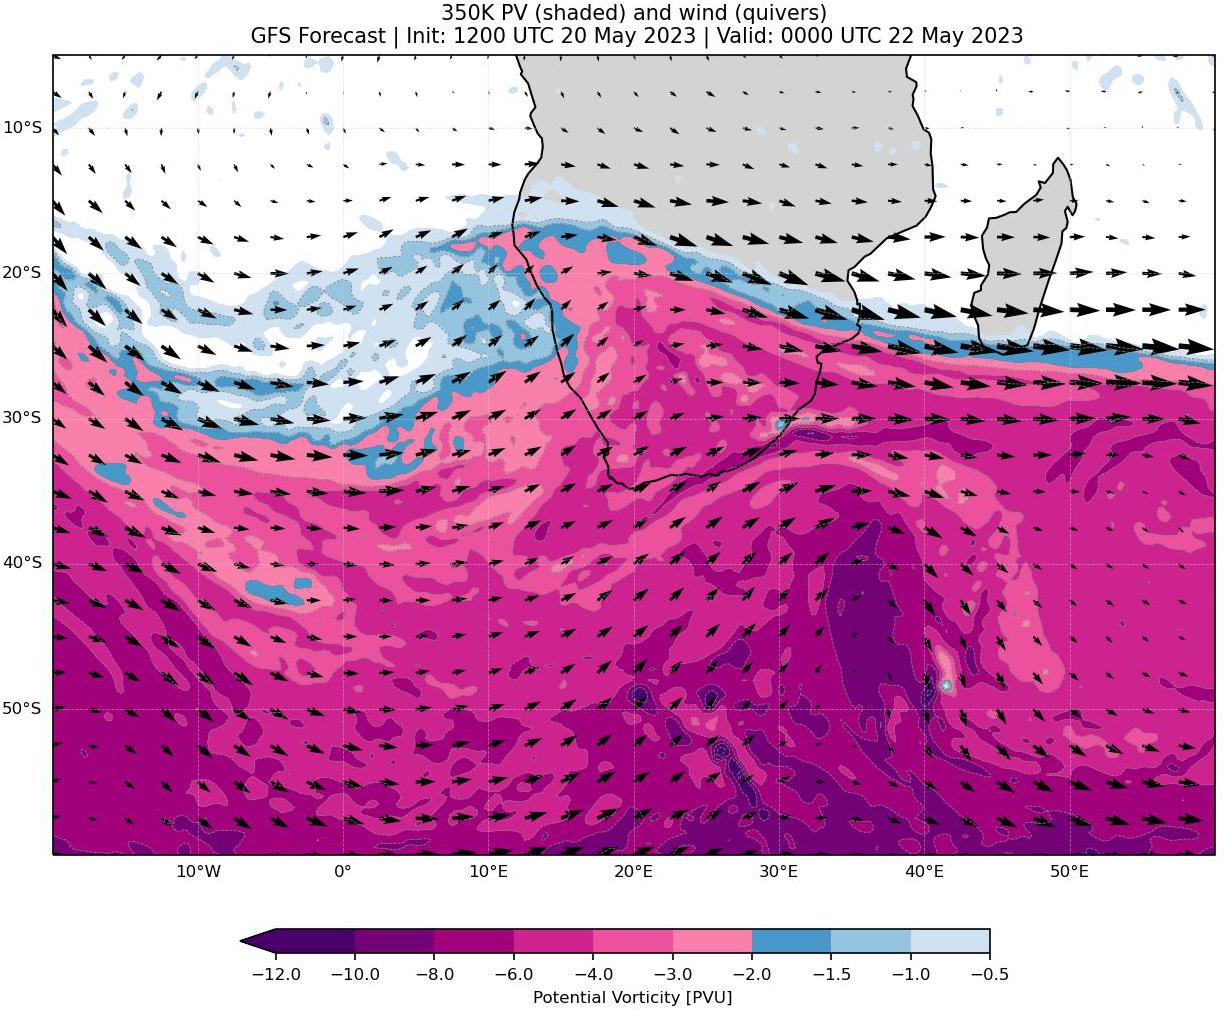 350K PV (shaded) and wind (quivers)
GFS Forecast | Init: 1200 UTC 20 May 2023 | Valid: 0000 UTC 22 May 2023
10°S
20°S
30°S
40°S
50°S
10°W 0° 10°E 20°E 30°E 40°E 50°E
−12.0 −10.0 −8.0 −6.0 −4.0 −3.0 −2.0 −1.5 −1.0 −0.5
Potential Vorticity [PVU]